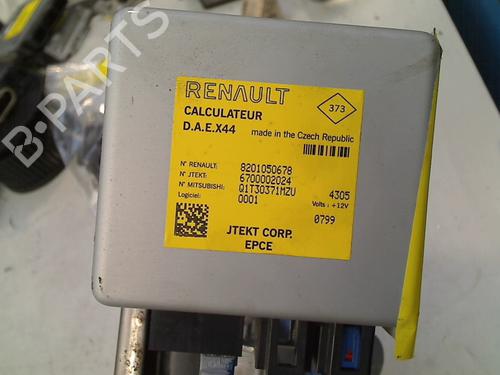 RENAULT
373
CALCULATEUR
D.A.E.X44
made in the Czech Republic
N° RENAULT: 8201050678
N° JTEKT: 6700002024
N° MITSUBISHI: Q1T30371MZU 4305
Logiciel: 0001 Volts : +12V
0799
JTEKT CORP.
EPCE
B-PARTS